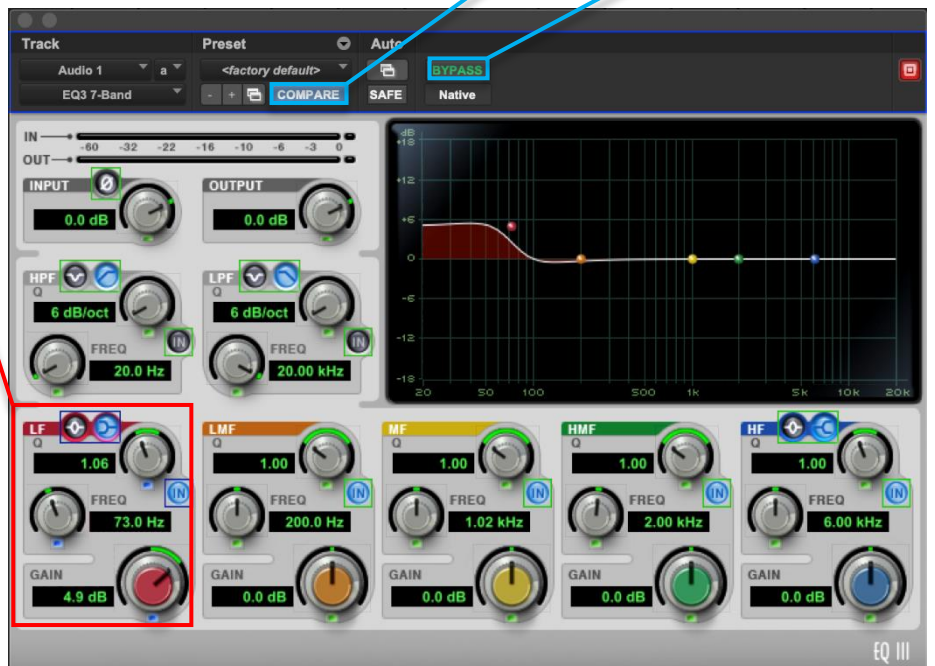 Track Preset Auto
Audio 1 a <factory default> BYPASS
EQ3 7-Band - + COMPARE SAFE Native
IN
-60 -32 -22 -16 -10 -6 -3 0
OUT
INPUT Ø OUTPUT
0.0 dB 0.0 dB
HPF LPF
Q Q
6 dB/oct 6 dB/oct
IN IN
FREQ FREQ
20.0 Hz 20.00 kHz
dB
+18
+12
+6
0
-6
-12
-18
20 50 100 500 1k 5k 10k 20k
LF LMF MF HMF HF
Q Q Q Q Q
1.06 1.00 1.00 1.00 1.00
IN IN IN IN IN
FREQ FREQ FREQ FREQ FREQ
73.0 Hz 200.0 Hz 1.02 kHz 2.00 kHz 6.00 kHz
GAIN GAIN GAIN GAIN GAIN
4.9 dB 0.0 dB 0.0 dB 0.0 dB 0.0 dB
EQ III